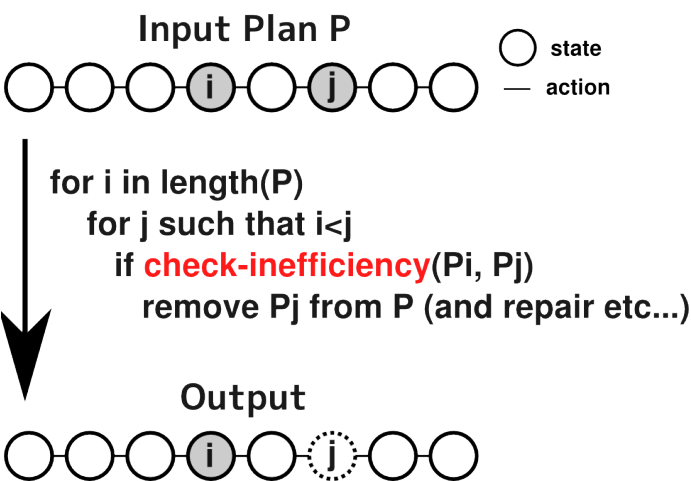 Input Plan P
state
i
j
action
for i in length(P)
for j such that i<j
if check-inefficiency(Pi, Pj)
remove Pj from P (and repair etc...)
Output
i
j